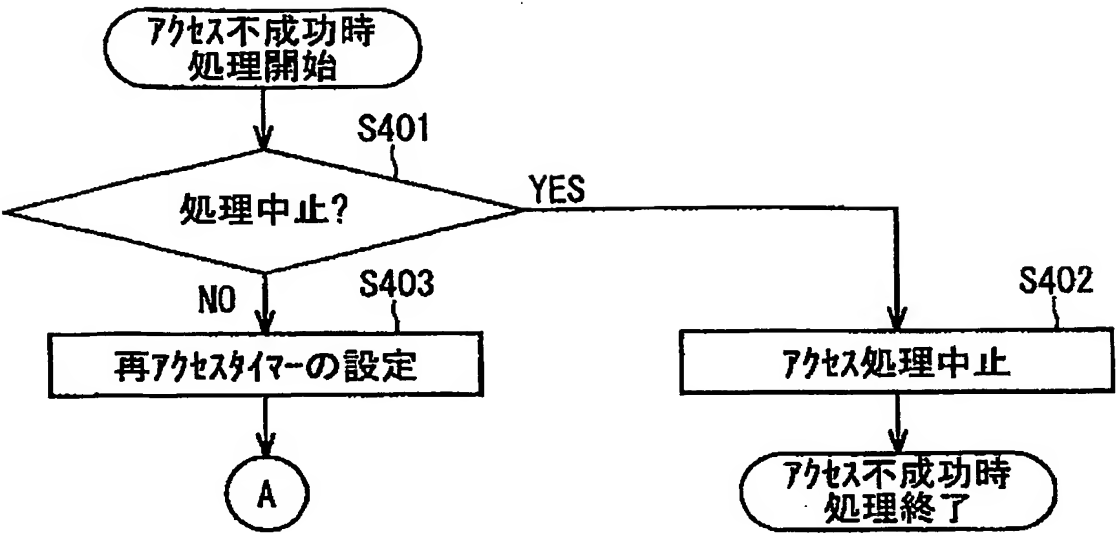 ｱｸｾｽ不成功時
処理開始
S401
処理中止?
YES
NO
S403
S402
再ｱｸｾｽﾀｲﾏｰの設定
ｱｸｾｽ処理中止
A
ｱｸｾｽ不成功時
処理終了